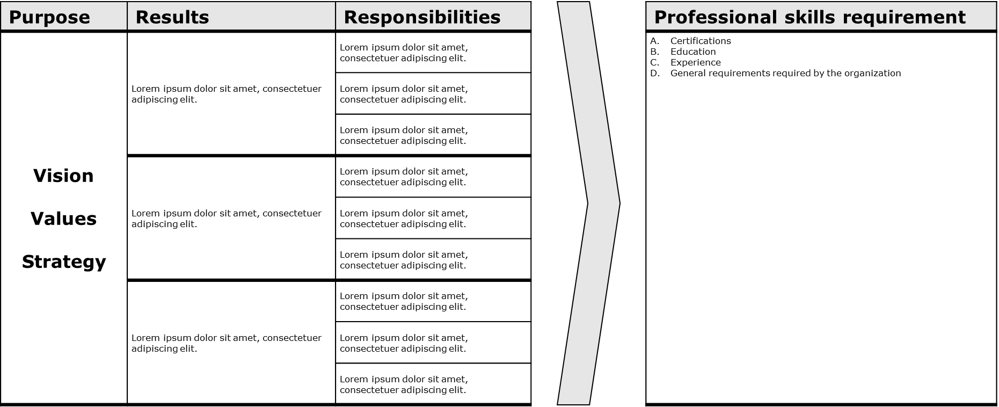 Purpose
Results
Responsibilities
Professional skills requirement
Vision
Values
Strategy
Lorem ipsum dolor sit amet, consectetuer
adipiscing elit.
Lorem ipsum dolor sit amet,
consectetuer adipiscing elit.
Lorem ipsum dolor sit amet,
consectetuer adipiscing elit.
Lorem ipsum dolor sit amet,
consectetuer adipiscing elit.
Lorem ipsum dolor sit amet, consectetuer
adipiscing elit.
Lorem ipsum dolor sit amet,
consectetuer adipiscing elit.
Lorem ipsum dolor sit amet,
consectetuer adipiscing elit.
Lorem ipsum dolor sit amet,
consectetuer adipiscing elit.
Lorem ipsum dolor sit amet, consectetuer
adipiscing elit.
Lorem ipsum dolor sit amet,
consectetuer adipiscing elit.
Lorem ipsum dolor sit amet,
consectetuer adipiscing elit.
Lorem ipsum dolor sit amet,
consectetuer adipiscing elit.
A. Certifications
B. Education
C. Experience
D. General requirements required by the organization